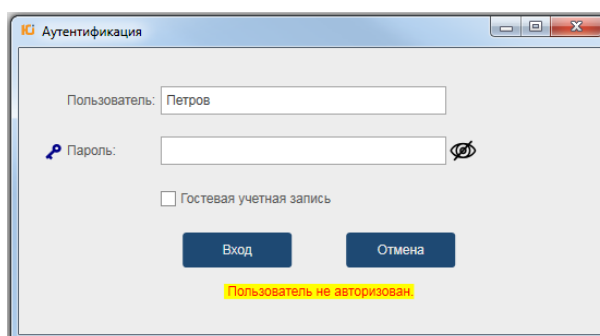 Аутентификация
Пользователь: Петров
Пароль:
Гостевая учетная запись
Вход Отмена
Пользователь не авторизован.